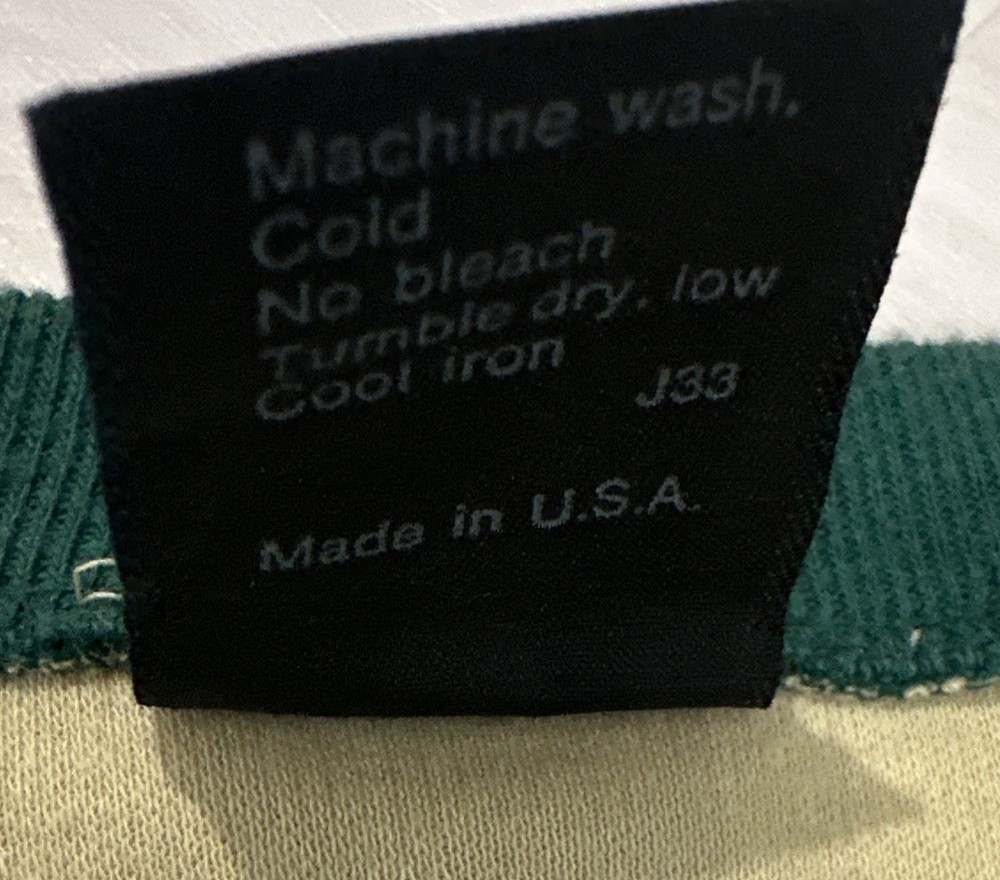 Machine wash,
Cold
No bleach
Tumble dry, low
Cool iron J33
Made in U.S.A.